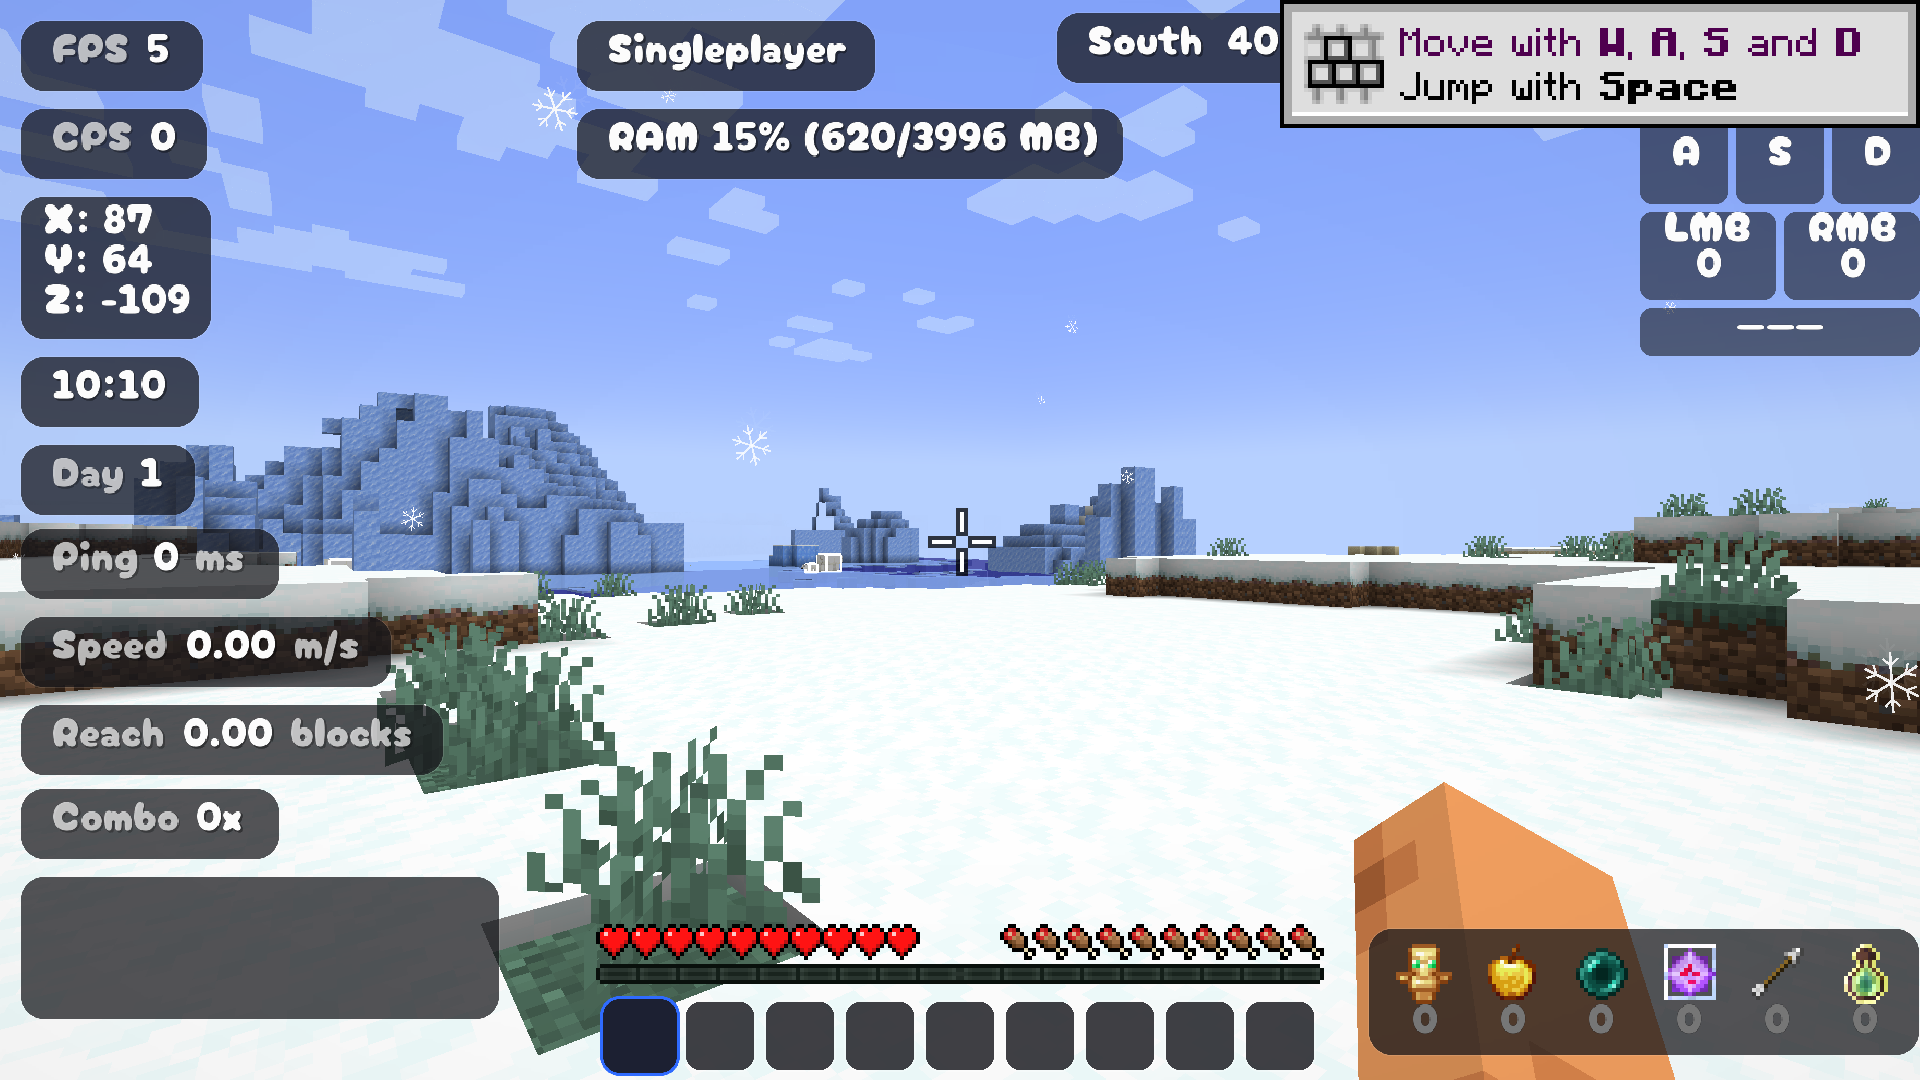 FPS 5
Singleplayer
South 40
Move with W, A, S and D
Jump with Space
CPS 0
RAM 15% (620/3996 MB)
A S D
X: 87
Y: 64
Z: -109
LMB
0
RMB
0
10:10
Day 1
Ping 0 ms
Speed 0.00 m/s
Reach 0.00 blocks
Combo 0x
0 0 0 0 0 0